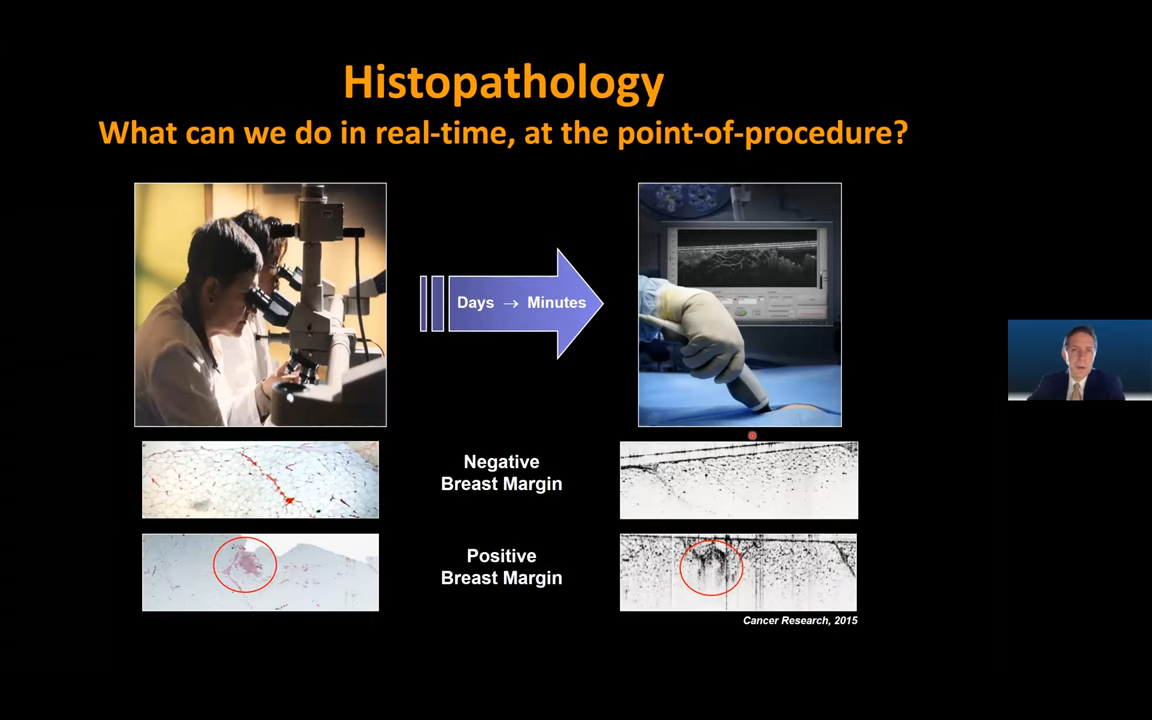 Histopathology
What can we do in real-time, at the point-of-procedure?
Days → Minutes
Negative
Breast Margin
Positive
Breast Margin
Cancer Research, 2015